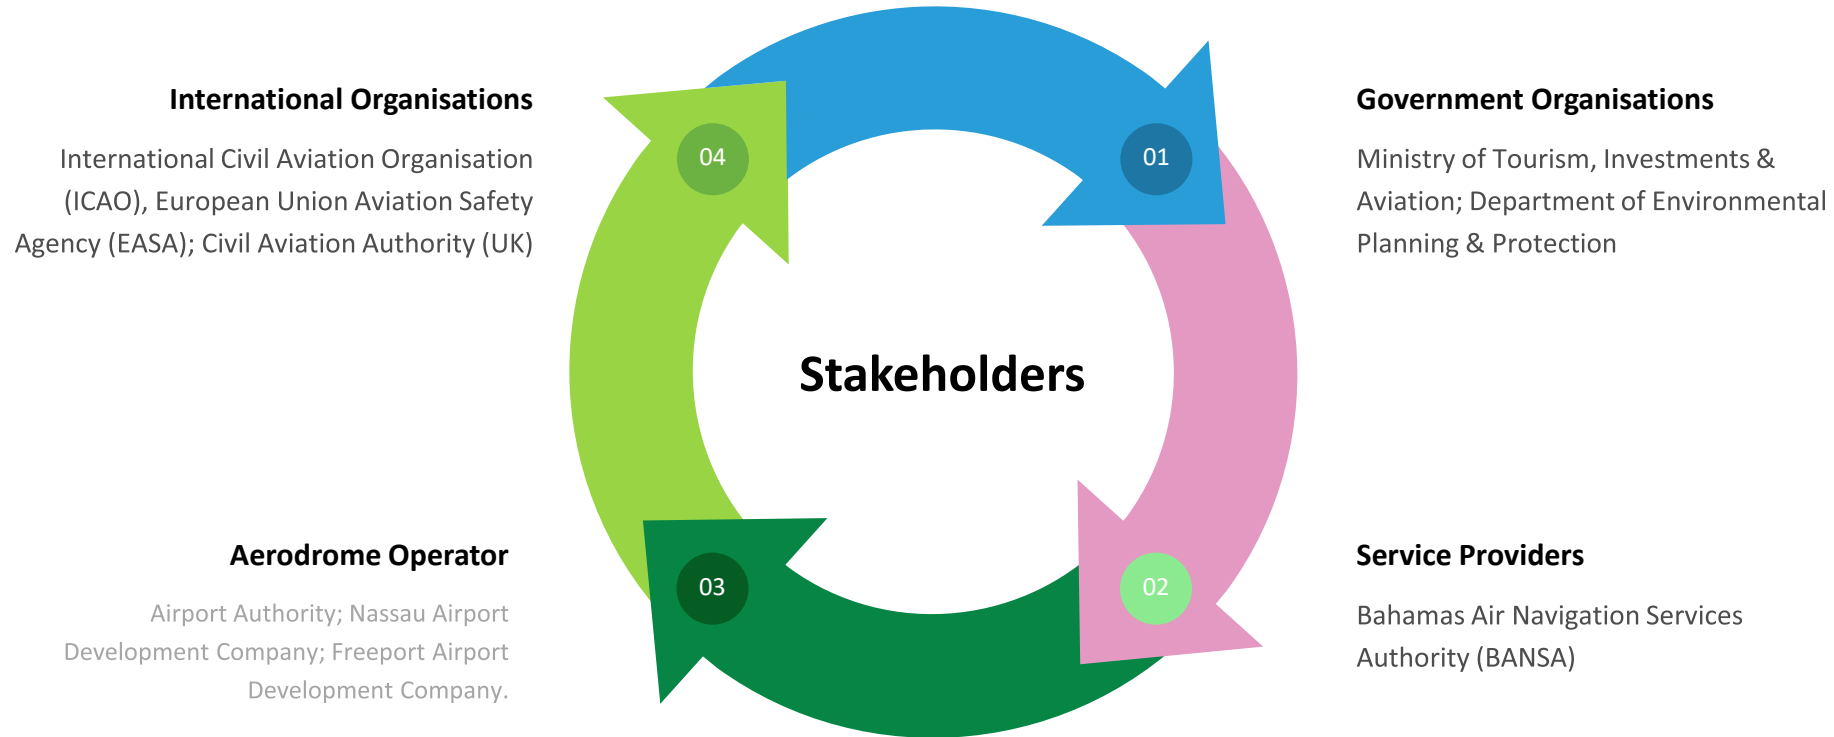 International Organisations
International Civil Aviation Organisation
(ICAO), European Union Aviation Safety
Agency (EASA); Civil Aviation Authority (UK)
04
01
Government Organisations
Ministry of Tourism, Investments &
Aviation; Department of Environmental
Planning & Protection
Stakeholders
Aerodrome Operator
Airport Authority; Nassau Airport
Development Company; Freeport Airport
Development Company.
03
02
Service Providers
Bahamas Air Navigation Services
Authority (BANSA)